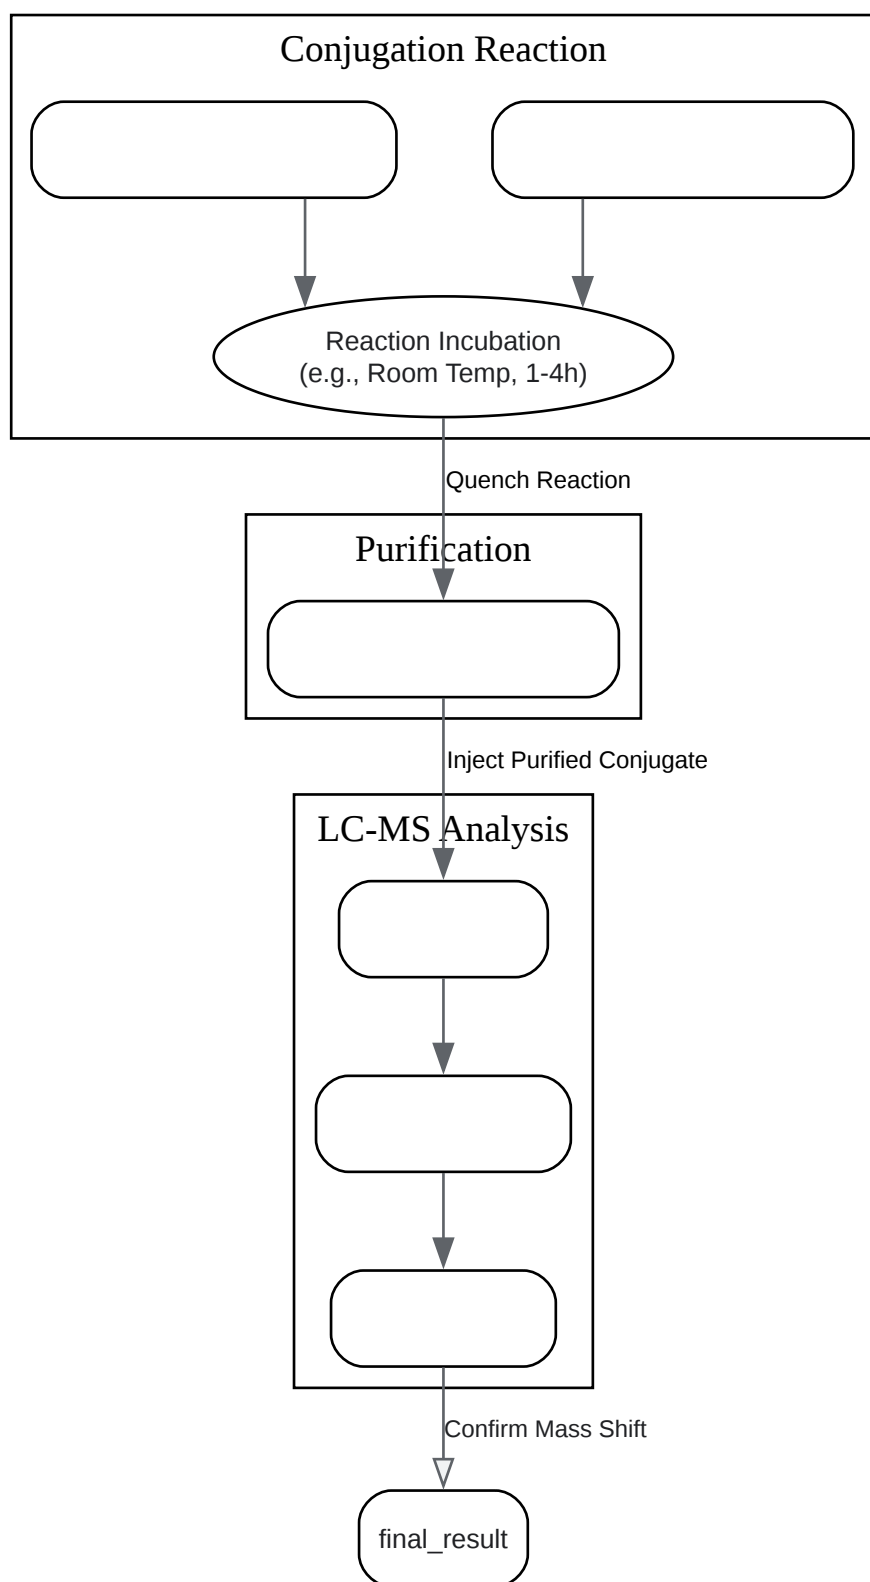 Conjugation Reaction
Reaction Incubation
(e.g., Room Temp, 1-4h)
Quench Reaction
Purification
Inject Purified Conjugate
LC-MS Analysis
Confirm Mass Shift
final_result